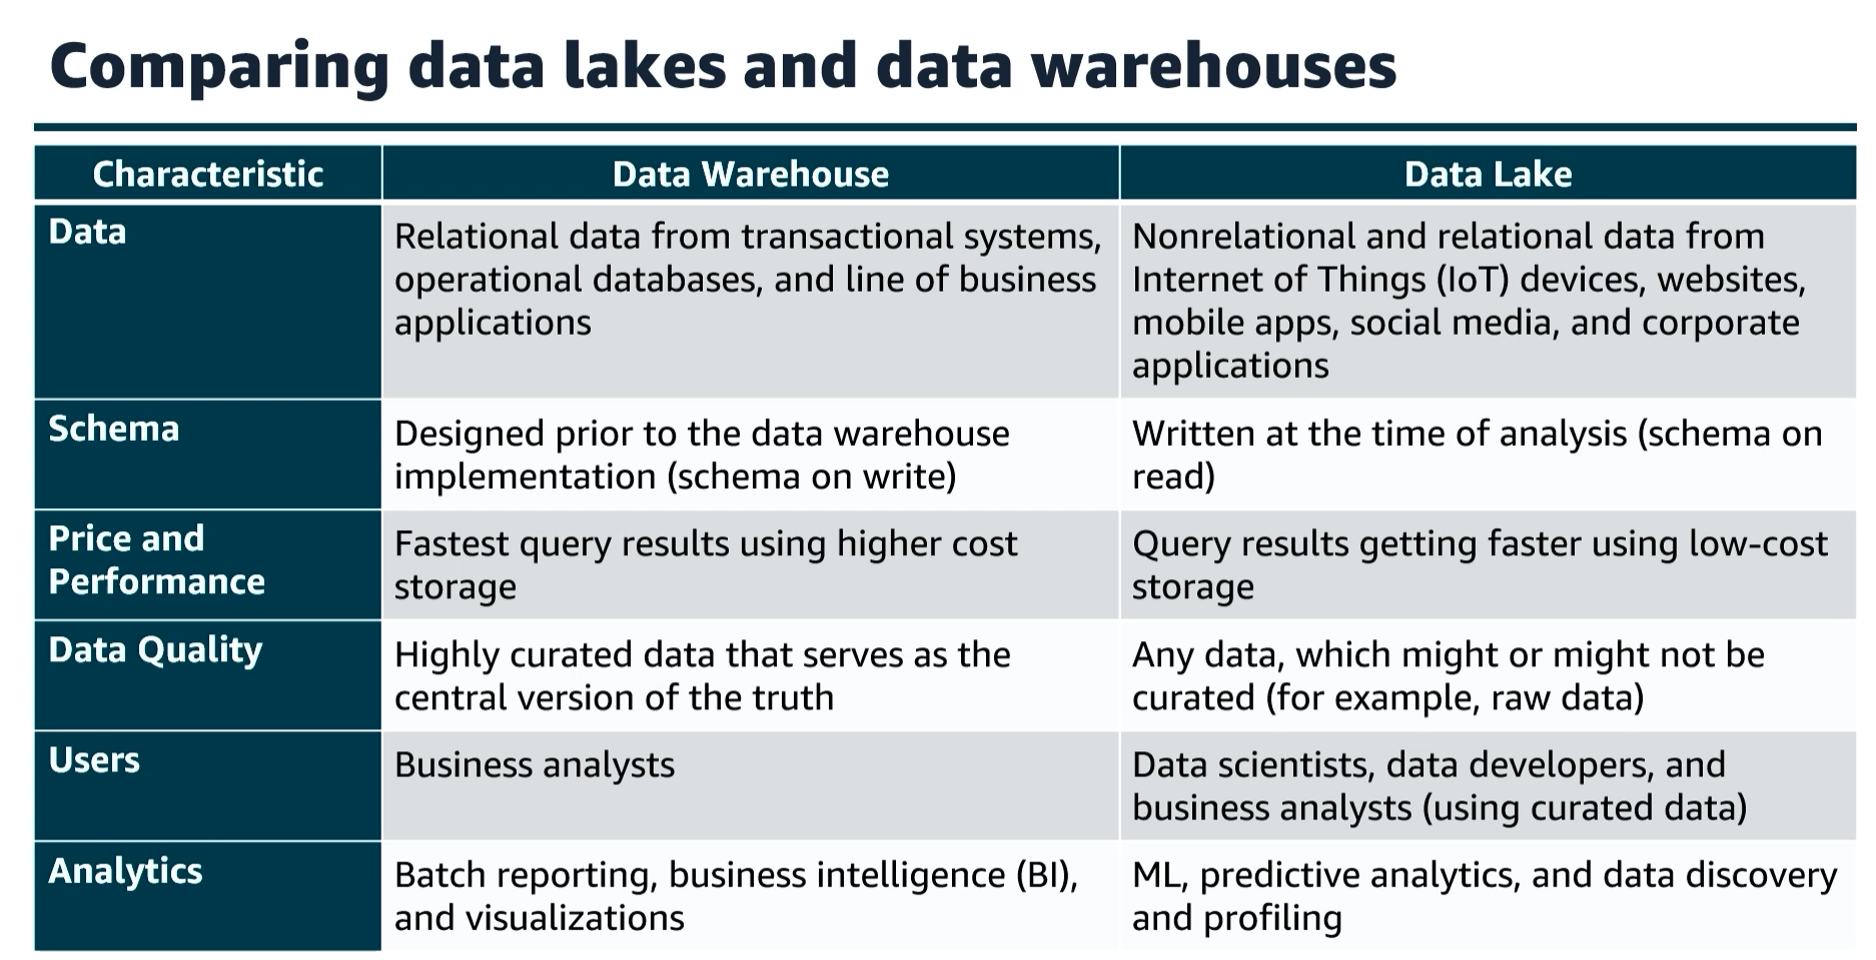 Comparing data lakes and data warehouses
Characteristic
Data Warehouse
Data Lake
Data
Relational data from transactional systems,
operational databases, and line of business
applications
Nonrelational and relational data from
Internet of Things (IoT) devices, websites,
mobile apps, social media, and corporate
applications
Schema
Designed prior to the data warehouse
implementation (schema on write)
Written at the time of analysis (schema on
read)
Price and
Performance
Fastest query results using higher cost
storage
Query results getting faster using low-cost
storage
Data Quality
Highly curated data that serves as the
central version of the truth
Any data, which might or might not be
curated (for example, raw data)
Users
Business analysts
Data scientists, data developers, and
business analysts (using curated data)
Analytics
Batch reporting, business intelligence (BI),
and visualizations
ML, predictive analytics, and data discovery
and profiling